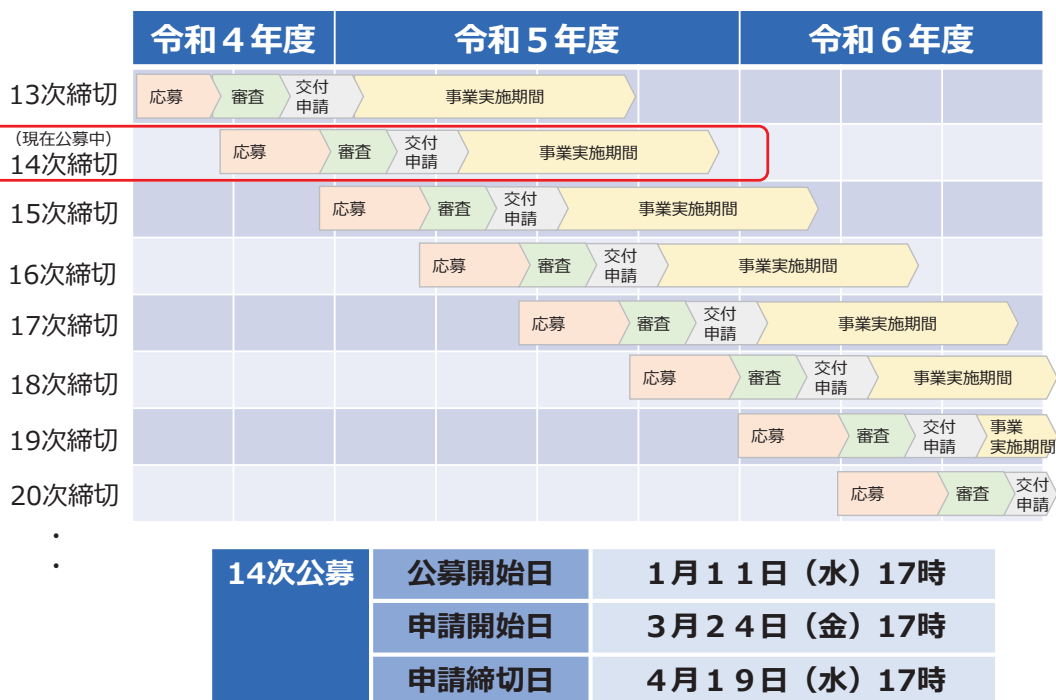 令和４年度 令和５年度 令和６年度
13次締切 応募 審査 交付申請 事業実施期間
（現在公募中）
14次締切 応募 審査 交付申請 事業実施期間
15次締切 応募 審査 交付申請 事業実施期間
16次締切 応募 審査 交付申請 事業実施期間
17次締切 応募 審査 交付申請 事業実施期間
18次締切 応募 審査 交付申請 事業実施期間
19次締切 応募 審査 交付申請 事業実施期間
20次締切 応募 審査 交付申請
・
・
14次公募 公募開始日 1月１１日（水）17時
申請開始日 ３月２４日（金）17時
申請締切日 ４月１９日（水）17時